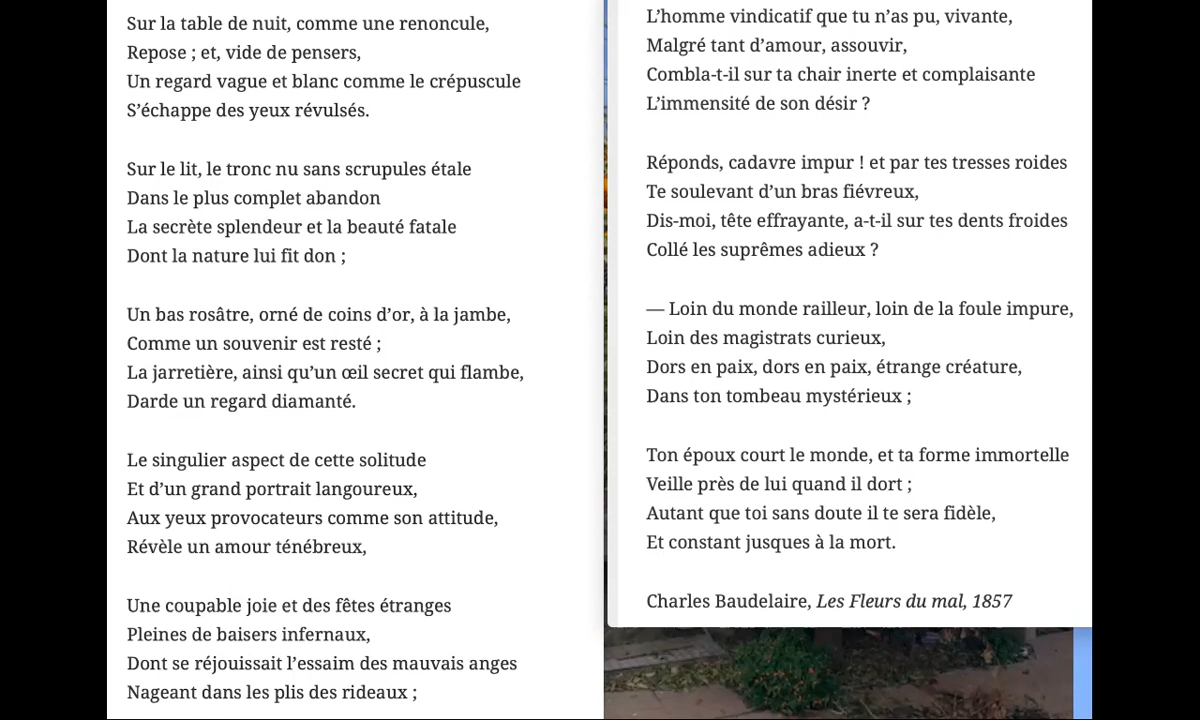 Sur la table de nuit, comme une renoncule,
Repose ; et, vide de pensers,
Un regard vague et blanc comme le crépuscule
S’échappe des yeux révulsés.
Sur le lit, le tronc nu sans scrupules étale
Dans le plus complet abandon
La secrète splendeur et la beauté fatale
Dont la nature lui fit don ;
Un bas rosâtre, orné de coins d’or, à la jambe,
Comme un souvenir est resté ;
La jarretière, ainsi qu’un œil secret qui flambe,
Darde un regard diamanté.
Le singulier aspect de cette solitude
Et d’un grand portrait langoureux,
Aux yeux provocateurs comme son attitude,
Révèle un amour ténébreux,
Une coupable joie et des fêtes étranges
Pleines de baisers infernaux,
Dont se réjouissait l’essaim des mauvais anges
Nageant dans les plis des rideaux ;
L’homme vindicatif que tu n’as pu, vivante,
Malgré tant d’amour, assouvir,
Combla-t-il sur ta chair inerte et complaisante
L’immensité de son désir ?
Réponds, cadavre impur ! et par tes tresses roides
Te soulevant d’un bras fiévreux,
Dis-moi, tête effrayante, a-t-il sur tes dents froides
Collé les suprêmes adieux ?
— Loin du monde railleur, loin de la foule impure,
Loin des magistrats curieux,
Dors en paix, dors en paix, étrange créature,
Dans ton tombeau mystérieux ;
Ton époux court le monde, et ta forme immortelle
Veille près de lui quand il dort ;
Autant que toi sans doute il te sera fidèle,
Et constant jusques à la mort.
Charles Baudelaire, Les Fleurs du mal, 1857